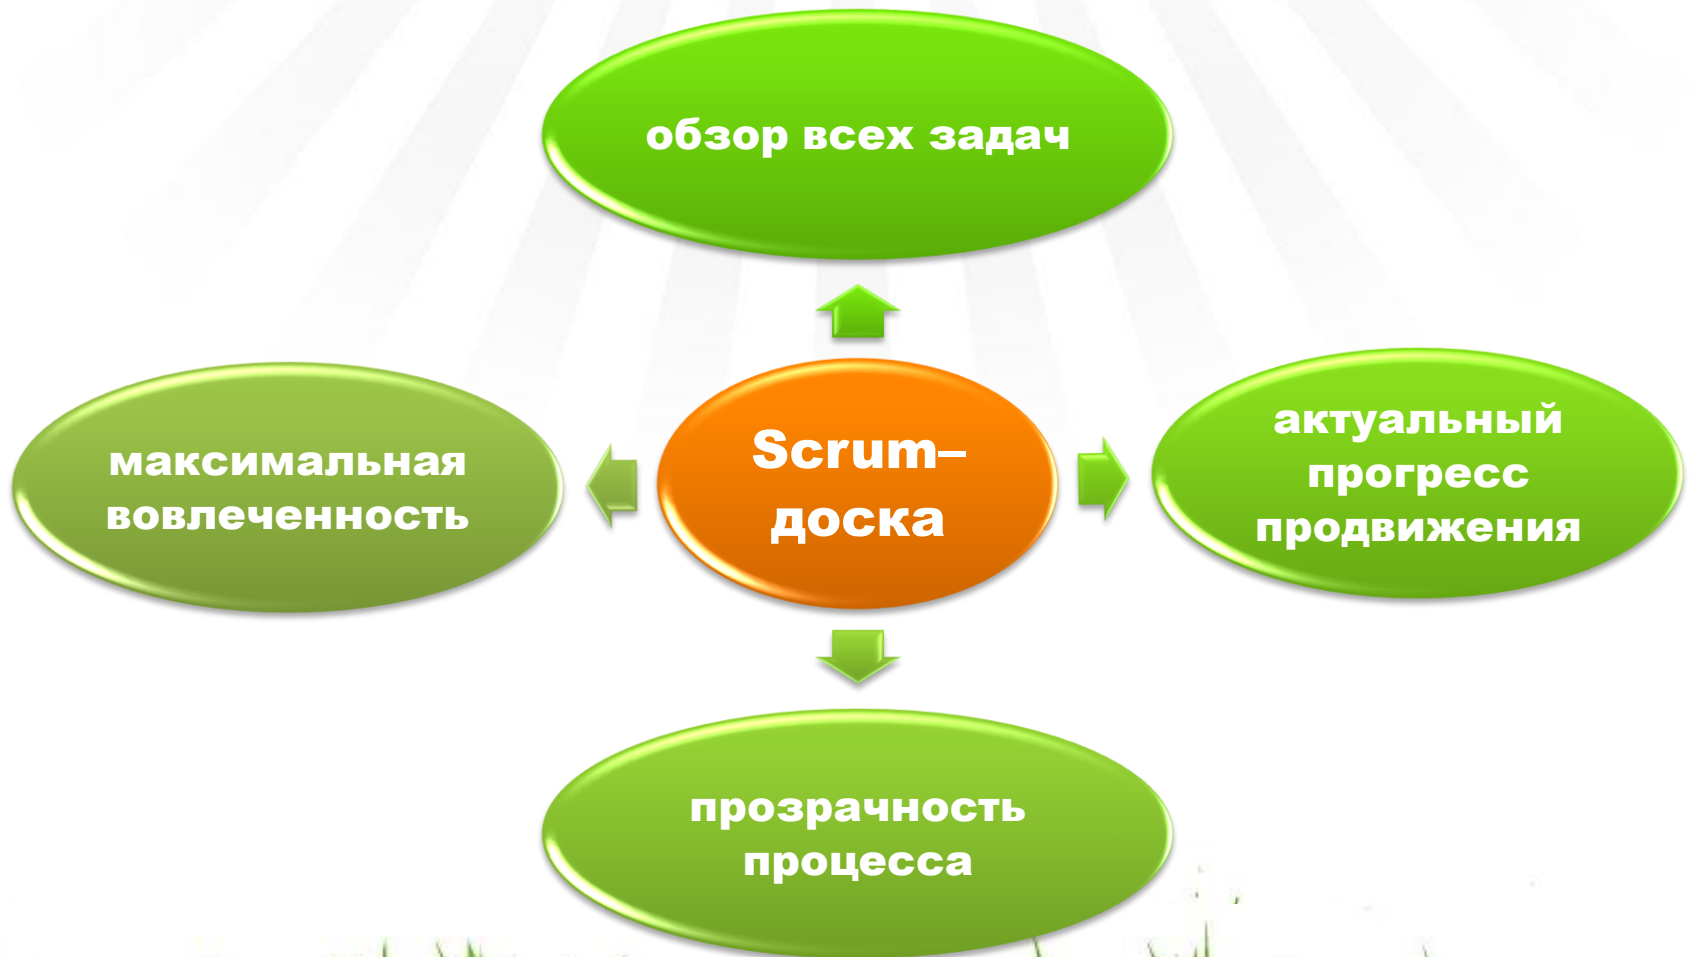 обзор всех задач
максимальная
вовлеченность
Scrum–
доска
актуальный
прогресс
продвижения
прозрачность
процесса